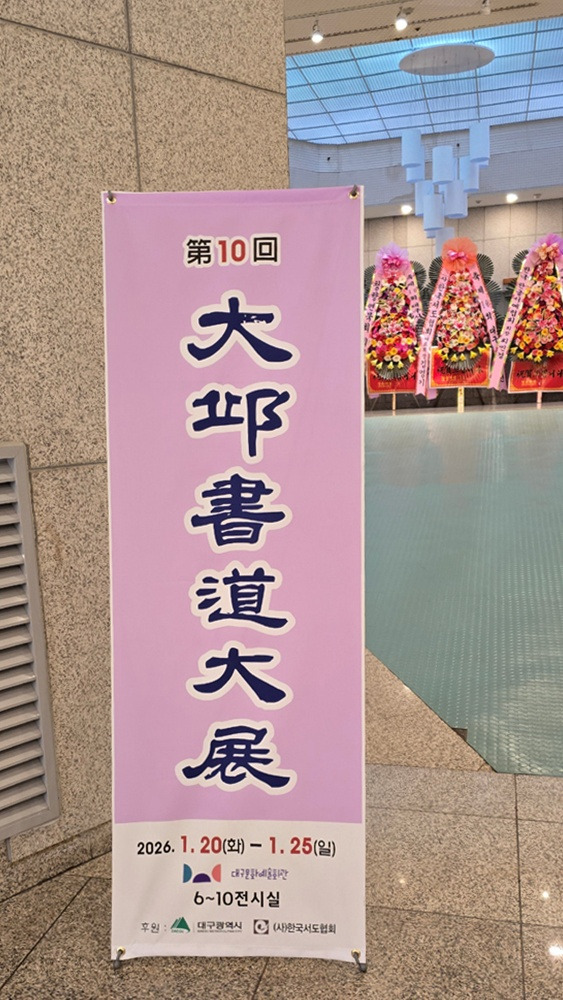 第10回
大邱書道大展
2026. 1. 20(화) – 1. 25(일)
대구문화예술회관
6~10전시실
후원 : 대구광역시 (사)한국서도협회